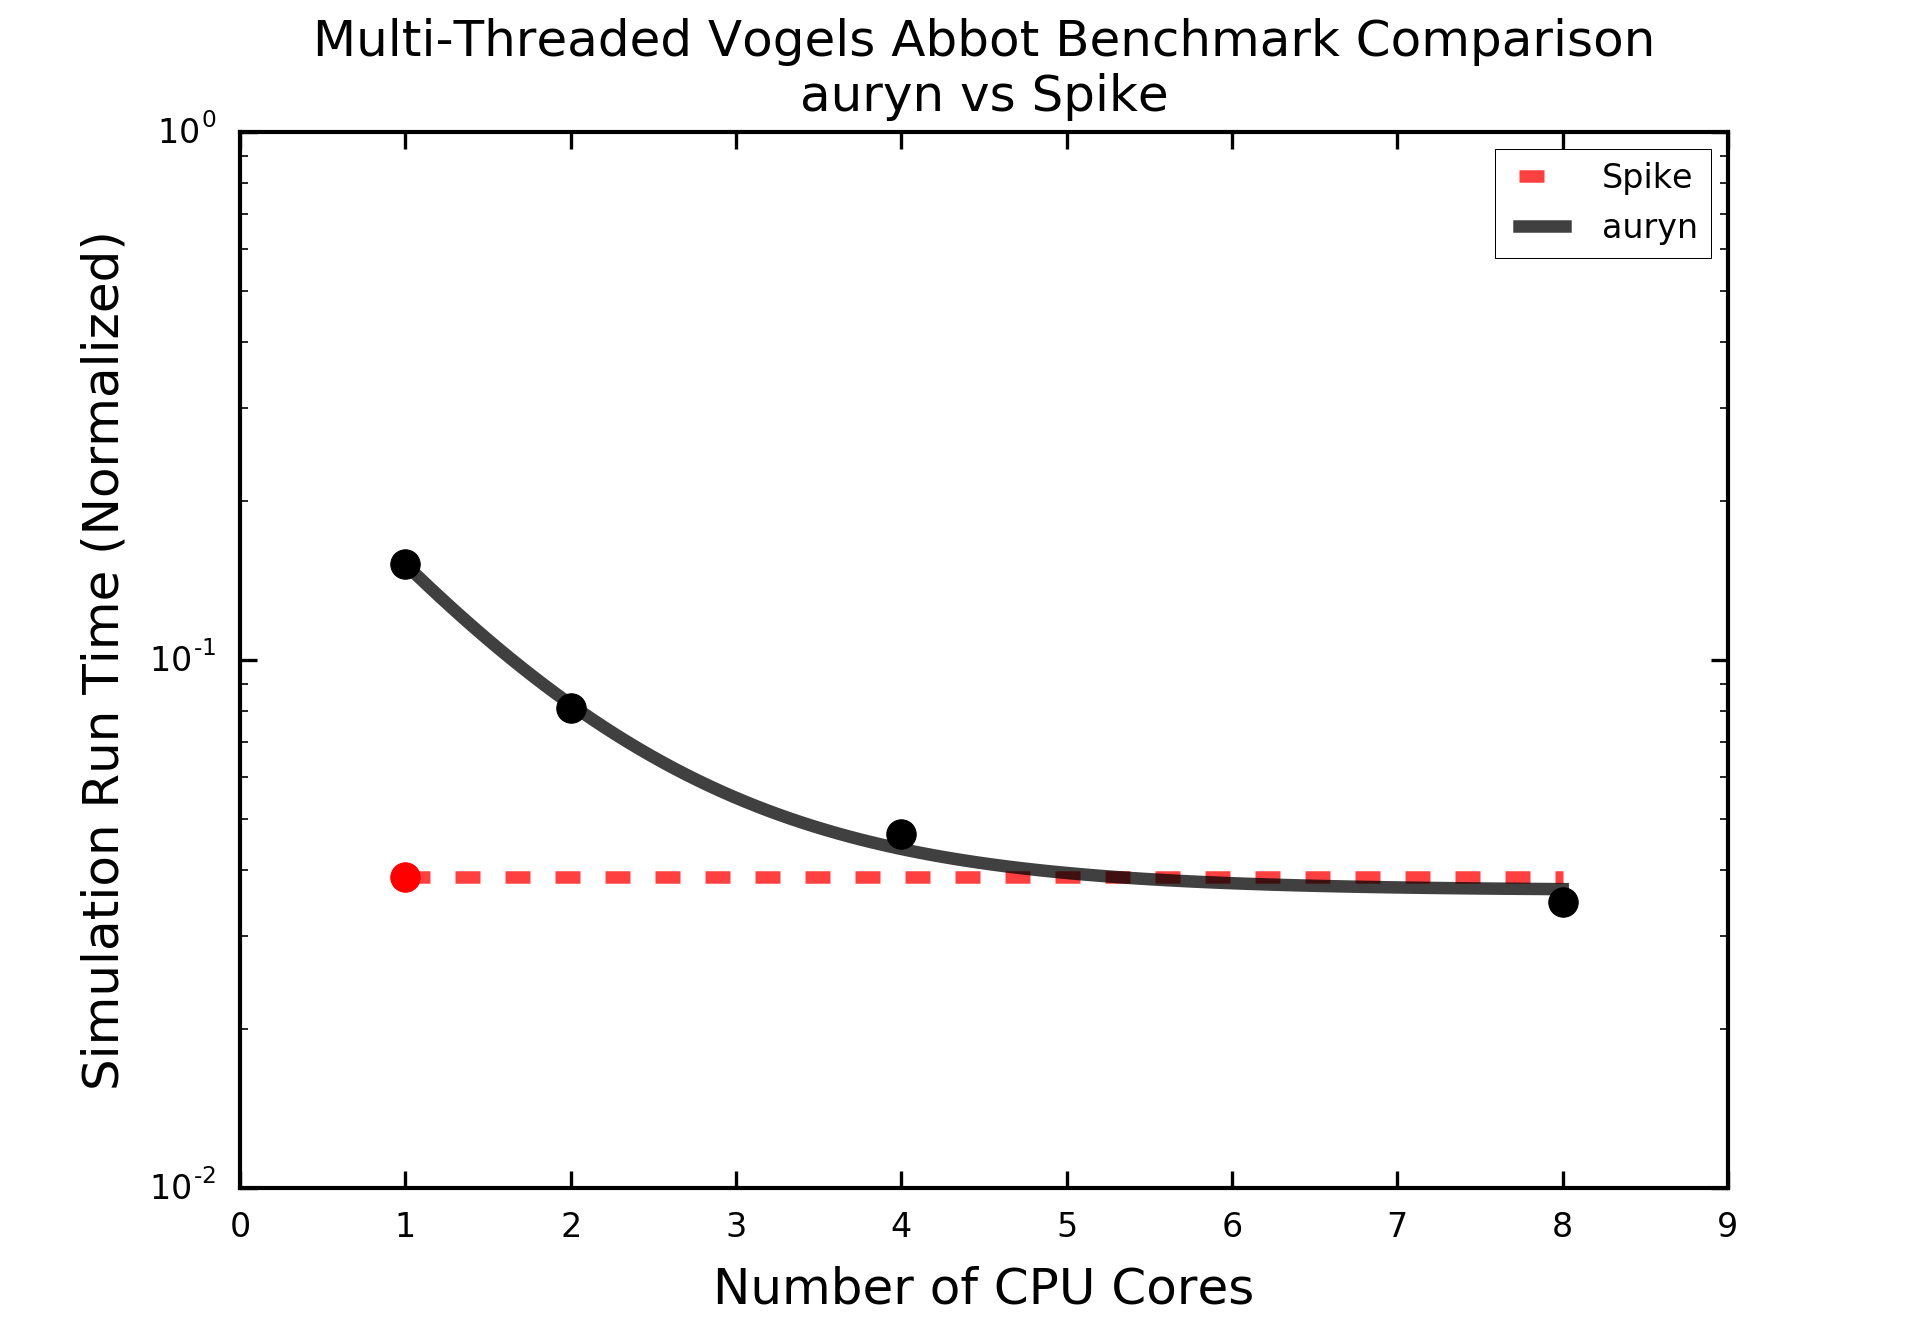 Multi-Threaded Vogels Abbot Benchmark Comparison
auryn vs Spike
Spike
auryn
Simulation Run Time (Normalized)
10^0
10^-1
10^-2
0 1 2 3 4 5 6 7 8 9
Number of CPU Cores